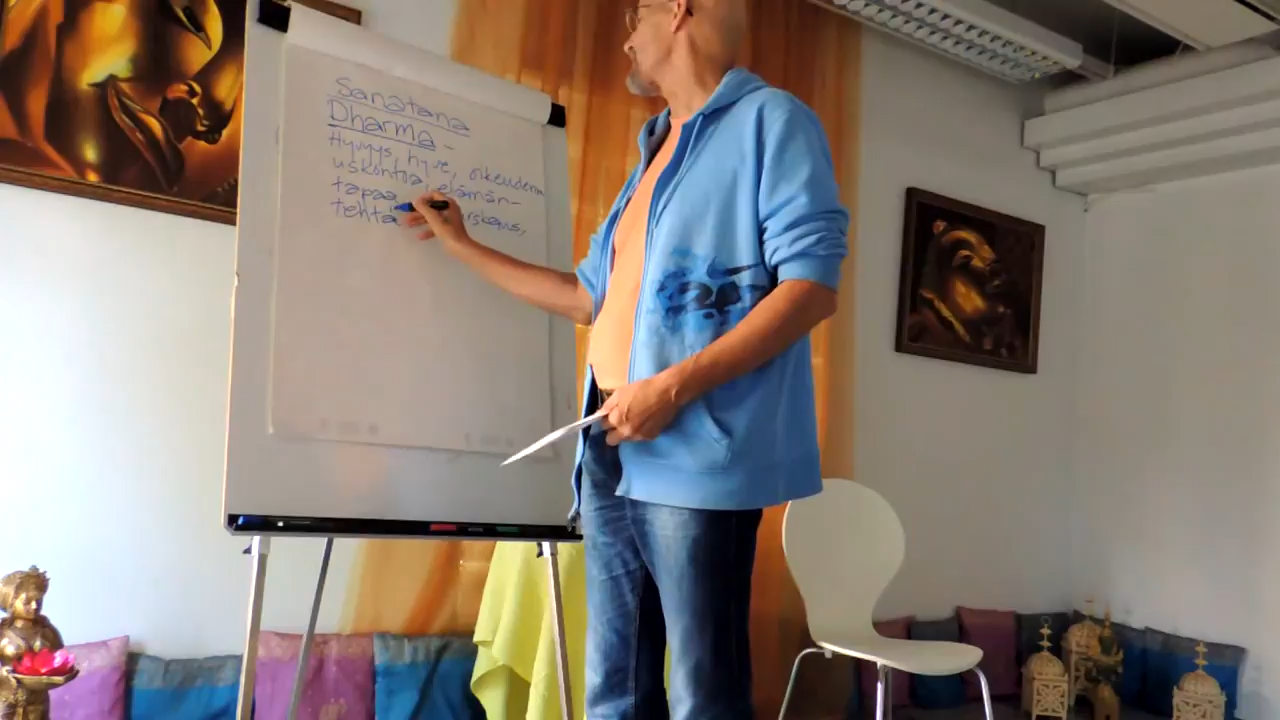 Sanatana
Dharma -
Hyvyys, hyve, oikeuden
uskontoa, elämän-
tapaa
tehtä